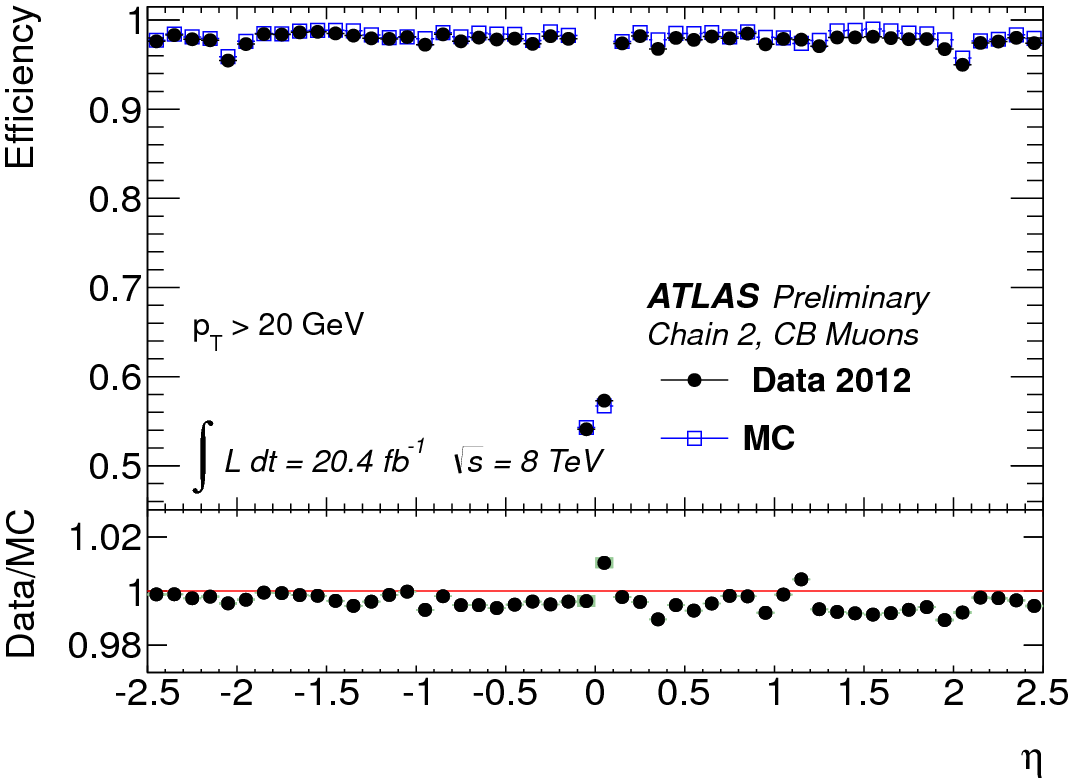 Efficiency
1
0.9
0.8
0.7
0.6
0.5
ATLAS Preliminary
Chain 2, CB Muons
Data 2012
MC
pT > 20 GeV
∫ L dt = 20.4 fb⁻¹ √s = 8 TeV
Data/MC
1.02
1
0.98
-2.5 -2 -1.5 -1 -0.5 0 0.5 1 1.5 2 2.5
η